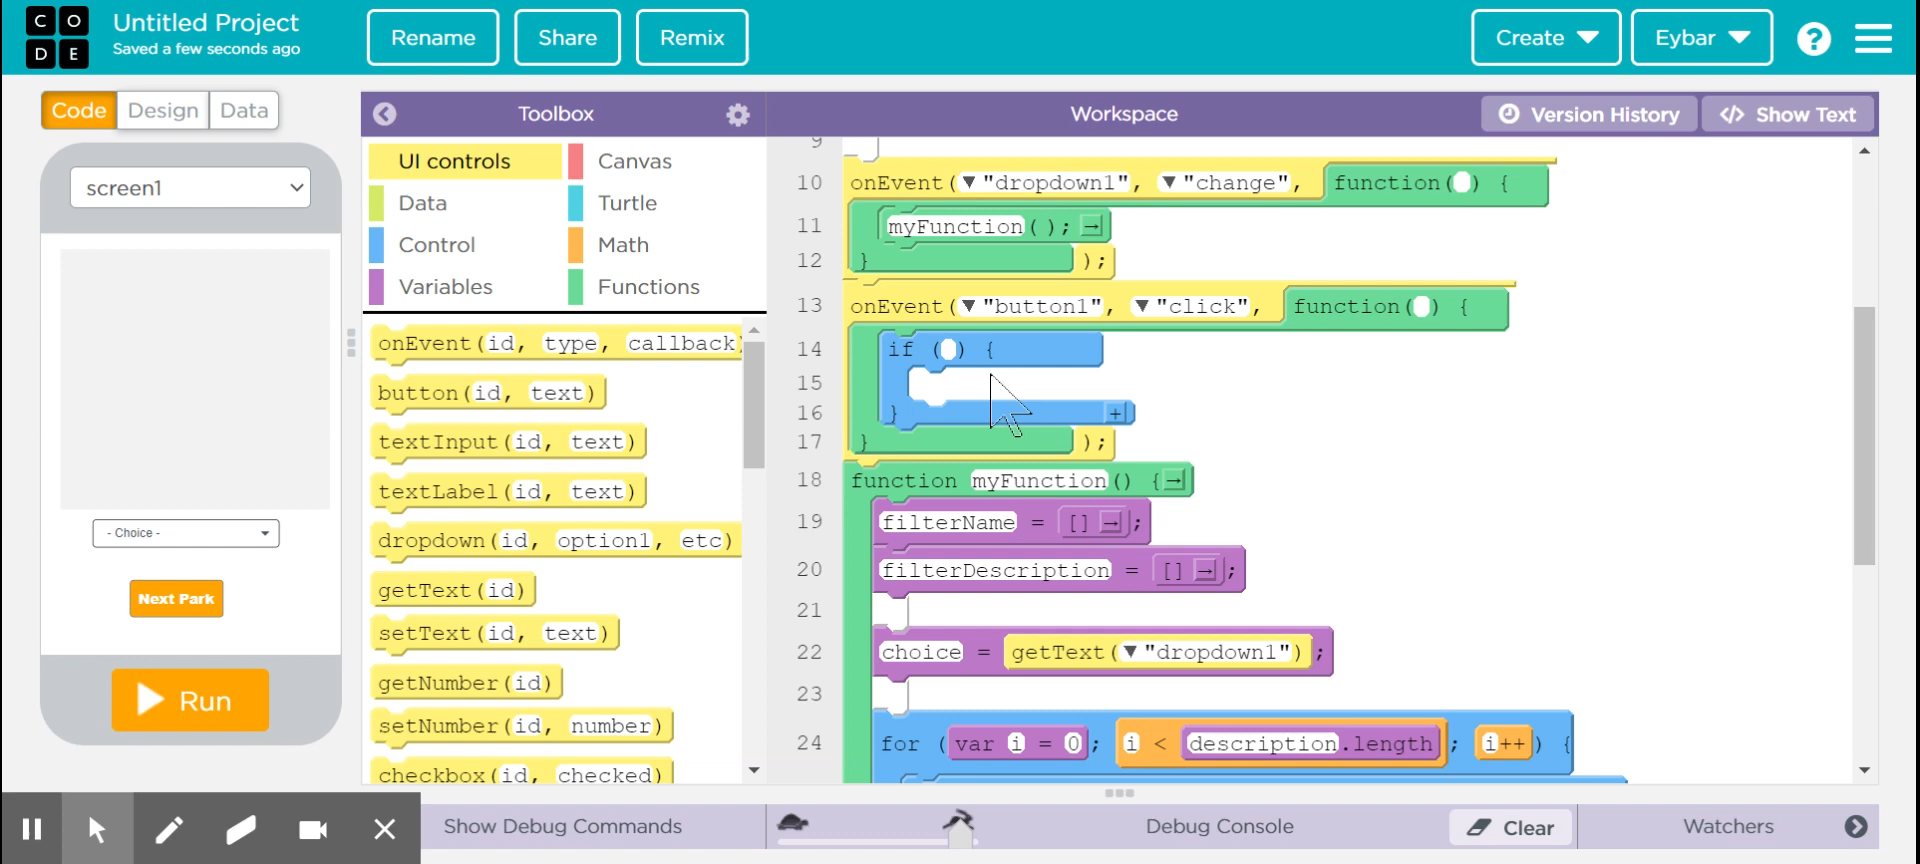 C O
D E
Untitled Project
Saved a few seconds ago
Rename
Share
Remix
Create
Eybar
?
Code
Design
Data
screen1
- Choice -
Next Park
Run
Toolbox
UI controls
Canvas
Data
Turtle
Control
Math
Variables
Functions
onEvent(id, type, callback)
button(id, text)
textInput(id, text)
textLabel(id, text)
dropdown(id, option1, etc)
getText(id)
setText(id, text)
getNumber(id)
setNumber(id, number)
checkbox(id, checked)
Workspace
Version History
</> Show Text
9
10 onEvent(▼"dropdown1", ▼"change", function( ) {
11 myFunction( ); →
12 } );
13 onEvent(▼"button1", ▼"click", function( ) {
14 if ( ) {
15
16 } +
17 } );
18 function myFunction() {→
19 filterName = [] → ;
20 filterDescription = [] → ;
21
22 choice = getText(▼"dropdown1") ;
23
24 for ( var i = 0 ; i < description.length ; i++ ) {
Show Debug Commands
Debug Console
Clear
Watchers